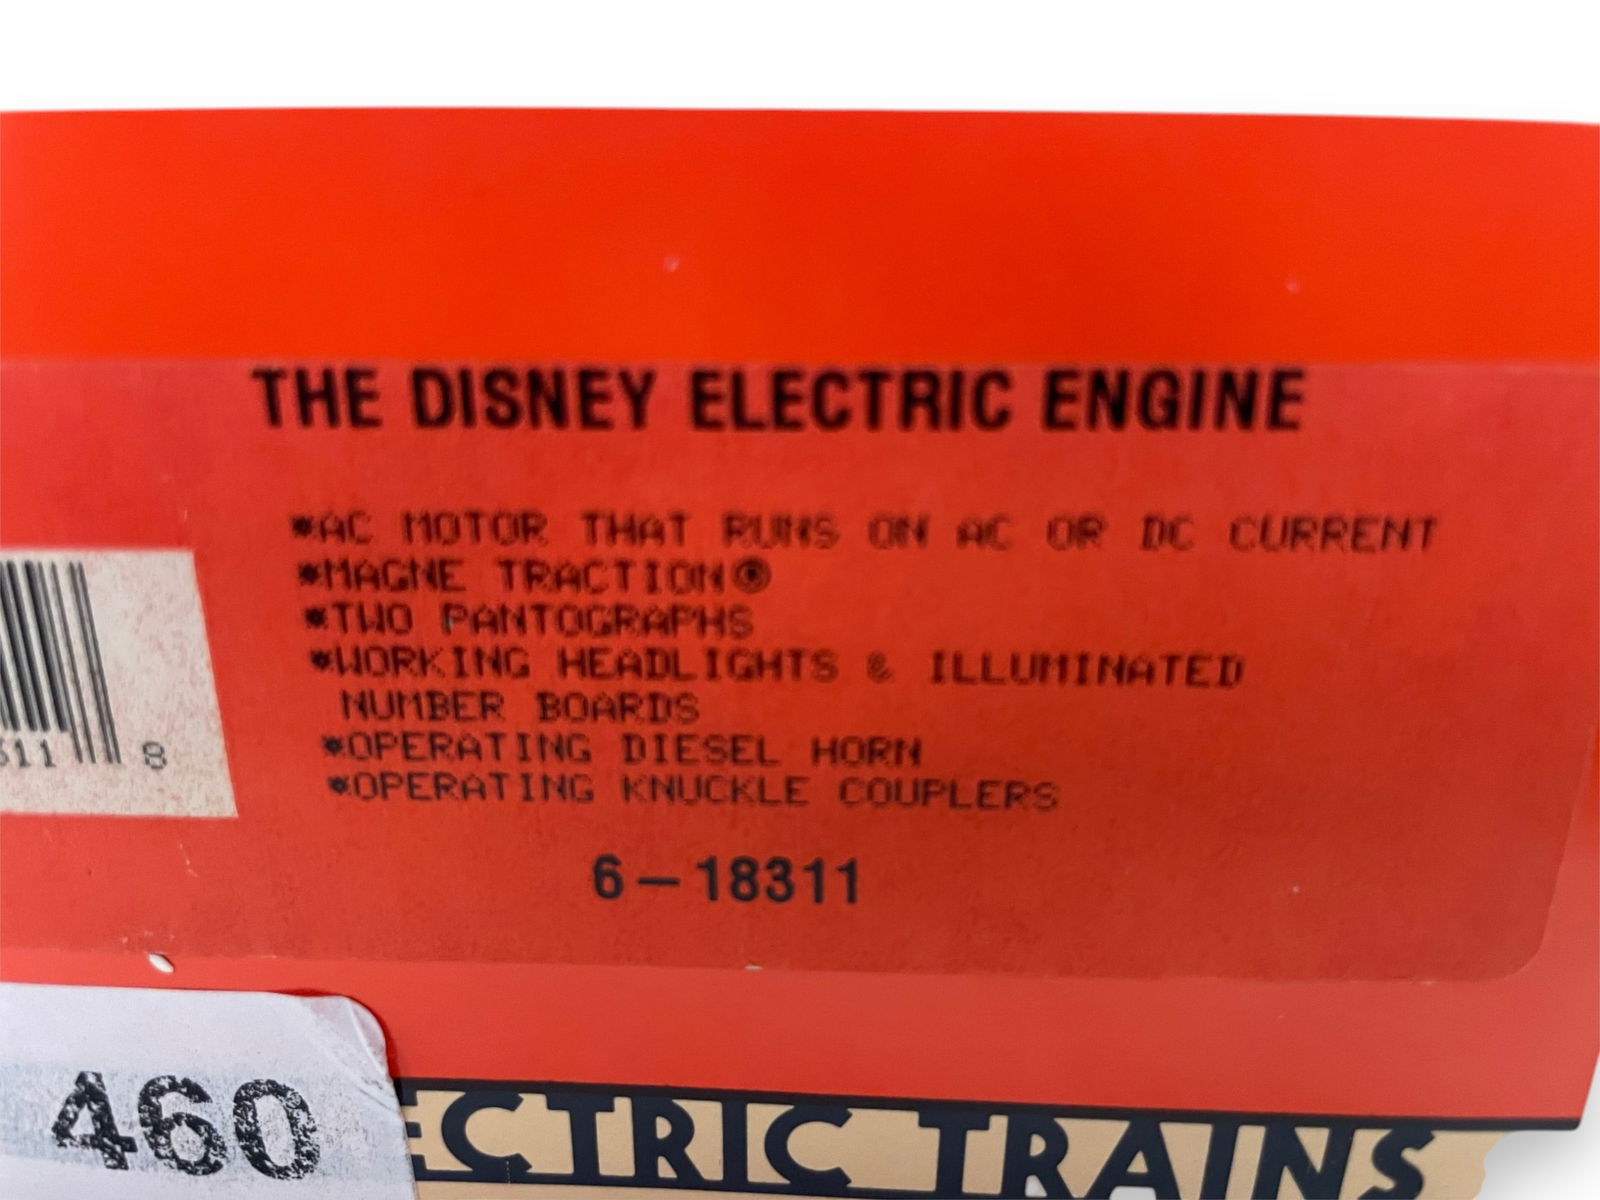 THE DISNEY ELECTRIC ENGINE
*AC MOTOR THAT RUNS ON AC OR DC CURRENT
*MAGNE TRACTION®
*TWO PANTOGRAPHS
*WORKING HEADLIGHTS & ILLUMINATED
NUMBER BOARDS
*OPERATING DIESEL HORN
*OPERATING KNUCKLE COUPLERS
6-18311
311 8
460
ECTRIC TRAINS